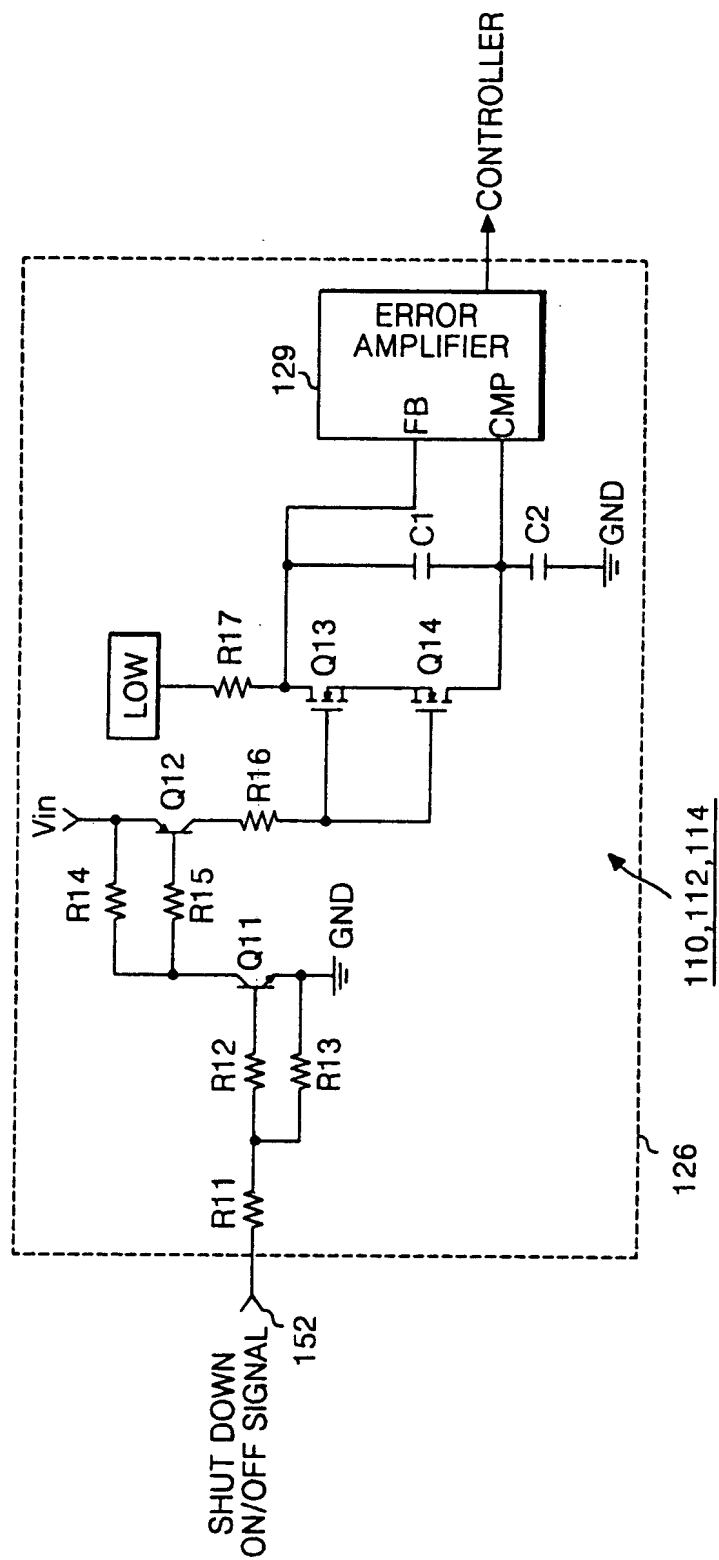 SHUT DOWN
ON/OFF SIGNAL
152
R11
R12
R13
Q11
GND
R14
R15
Vin
Q12
R16
LOW
R17
Q13
Q14
C1
C2
GND
129
ERROR
AMPLIFIER
FB
CMP
CONTROLLER
126
110,112,114